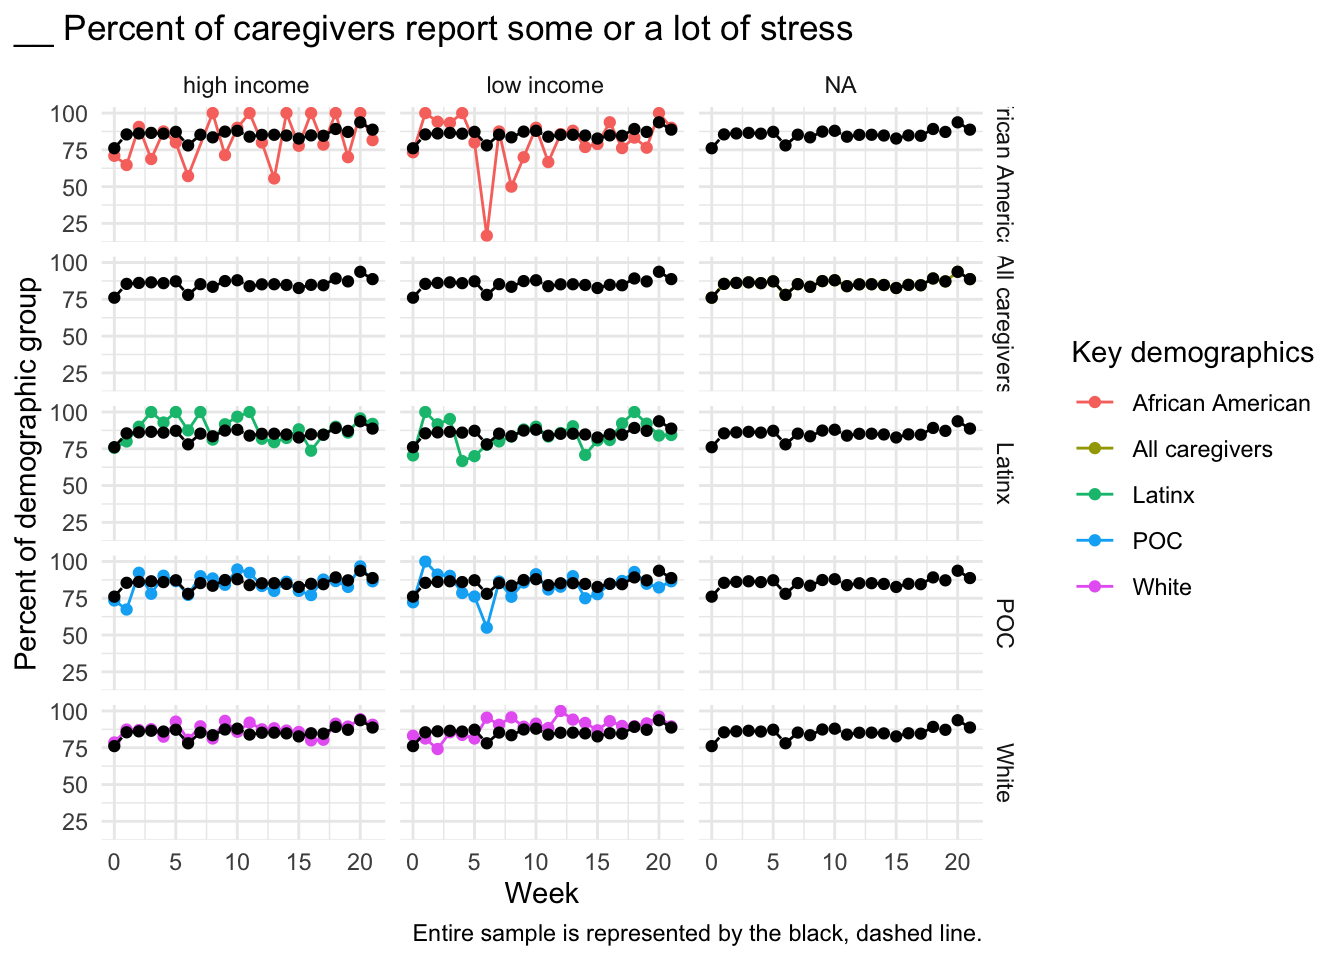 __ Percent of caregivers report some or a lot of stress
high income
low income
NA
100
75
50
25
rican Americ
100
75
50
25
All caregivers
100
75
50
25
Latinx
100
75
50
25
POC
100
75
50
25
White
0 5 10 15 20
0 5 10 15 20
0 5 10 15 20
Percent of demographic group
Week
Entire sample is represented by the black, dashed line.
Key demographics
African American
All caregivers
Latinx
POC
White